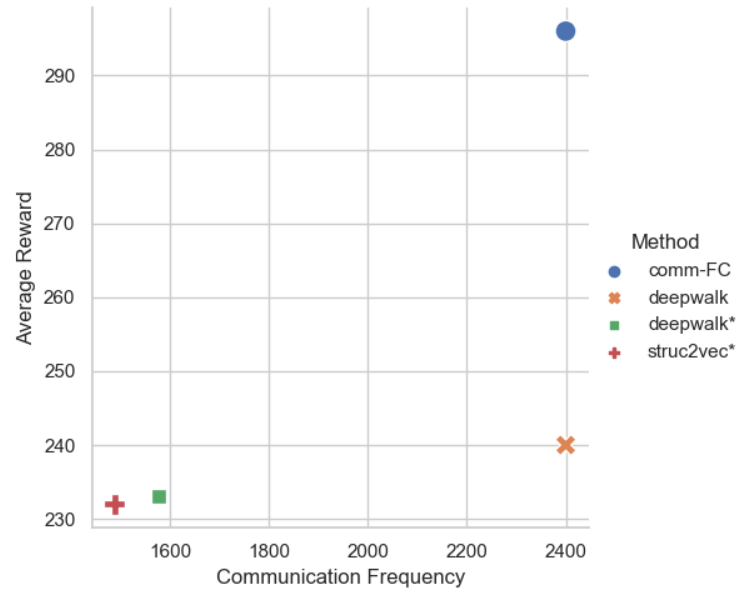 290
280
270
260
250
240
230
Average Reward
1600 1800 2000 2200 2400
Communication Frequency
Method
comm-FC
deepwalk
deepwalk*
struc2vec*